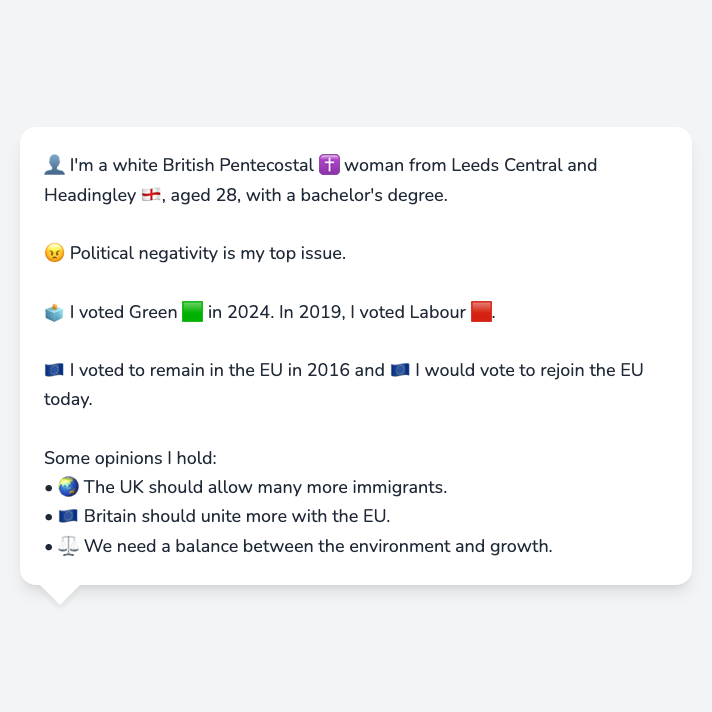 👤 I'm a white British Pentecostal ✝️ woman from Leeds Central and
Headingley 🏴󠁧󠁢󠁥󠁮󠁧󠁿, aged 28, with a bachelor's degree.
😠 Political negativity is my top issue.
🗳️ I voted Green 🟩 in 2024. In 2019, I voted Labour 🟥.
🇪🇺 I voted to remain in the EU in 2016 and 🇪🇺 I would vote to rejoin the EU
today.
Some opinions I hold:
• 🌏 The UK should allow many more immigrants.
• 🇪🇺 Britain should unite more with the EU.
• ⚖️ We need a balance between the environment and growth.